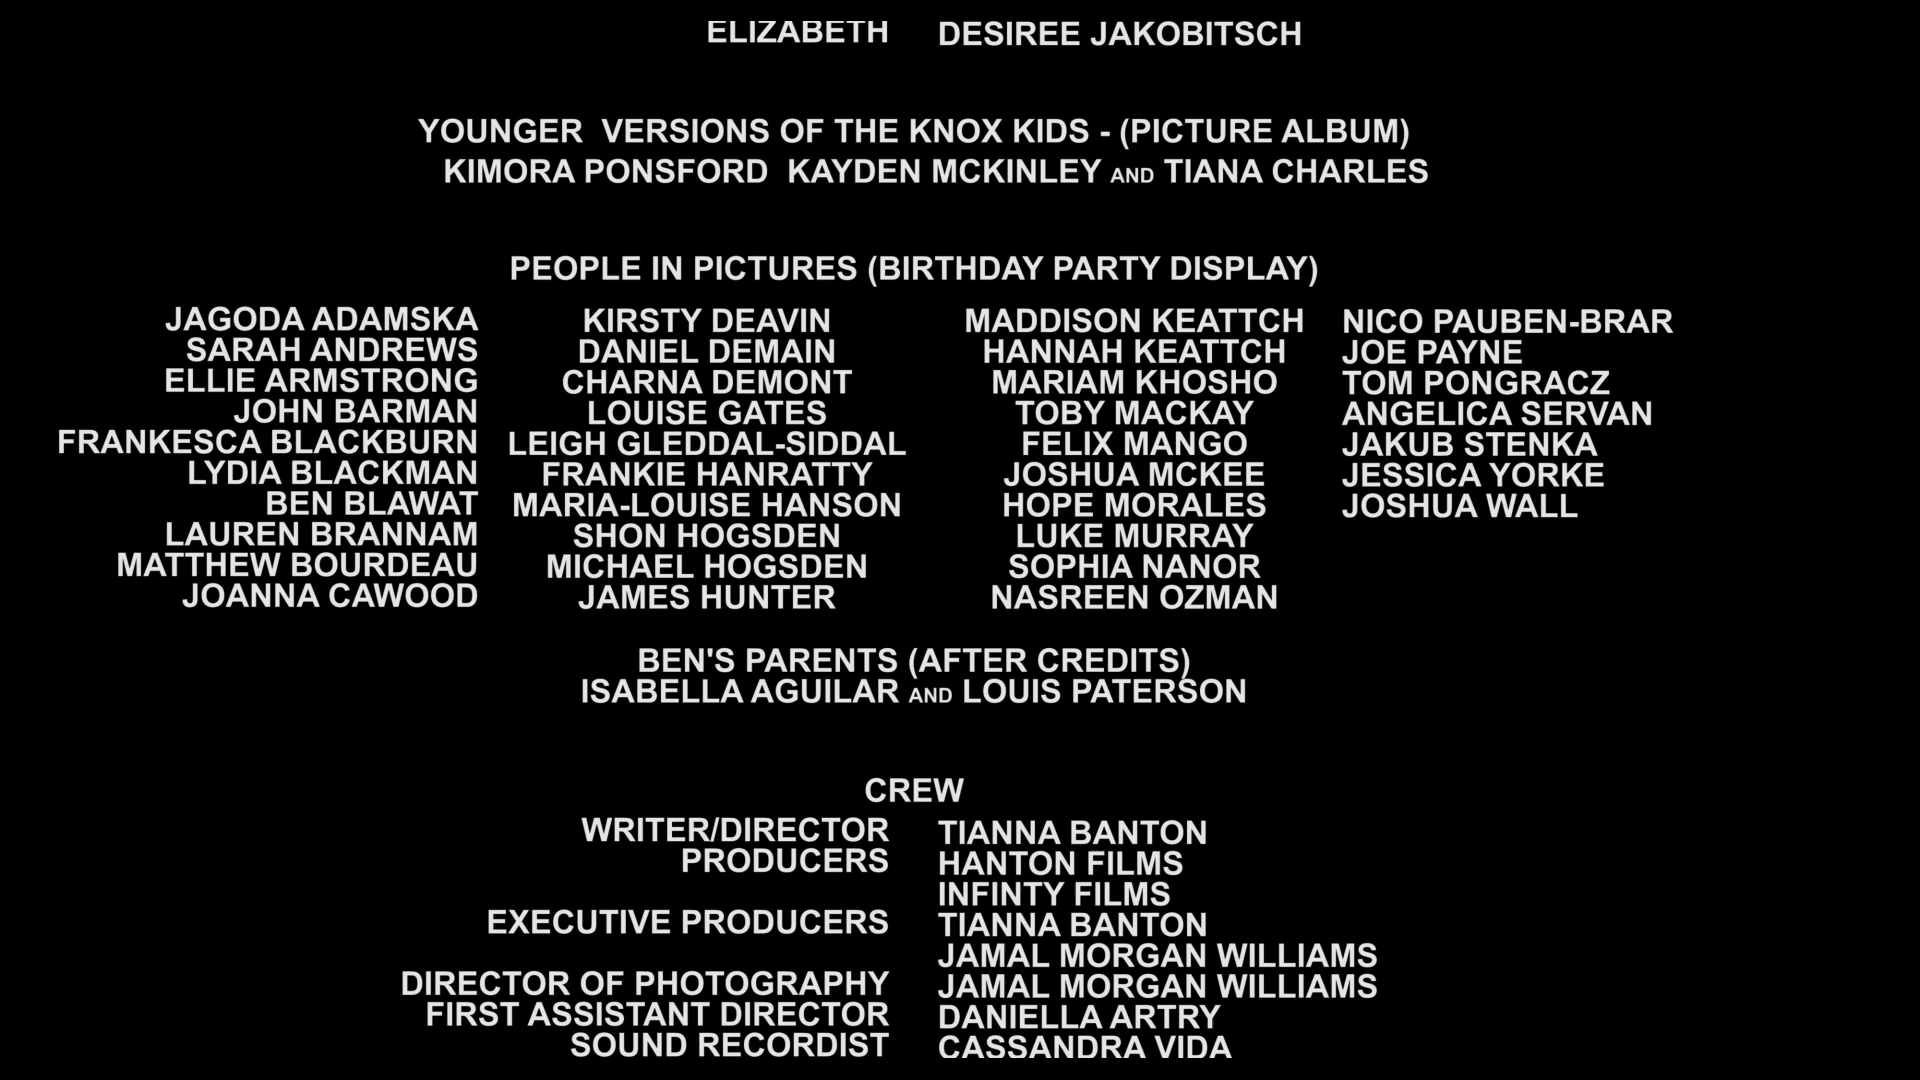 ELIZABETH DESIREE JAKOBITSCH
YOUNGER VERSIONS OF THE KNOX KIDS - (PICTURE ALBUM)
KIMORA PONSFORD KAYDEN MCKINLEY AND TIANA CHARLES
PEOPLE IN PICTURES (BIRTHDAY PARTY DISPLAY)
JAGODA ADAMSKA KIRSTY DEAVIN MADDISON KEATTCH NICO PAUBEN-BRAR
SARAH ANDREWS DANIEL DEMAIN HANNAH KEATTCH JOE PAYNE
ELLIE ARMSTRONG CHARNA DEMONT MARIAM KHOSHO TOM PONGRACZ
JOHN BARMAN LOUISE GATES TOBY MACKAY ANGELICA SERVAN
FRANKESCA BLACKBURN LEIGH GLEDDAL-SIDDAL FELIX MANGO JAKUB STENKA
LYDIA BLACKMAN FRANKIE HANRATTY JOSHUA MCKEE JESSICA YORKE
BEN BLAWAT MARIA-LOUISE HANSON HOPE MORALES JOSHUA WALL
LAUREN BRANNAM SHON HOGSDEN LUKE MURRAY
MATTHEW BOURDEAU MICHAEL HOGSDEN SOPHIA NANOR
JOANNA CAWOOD JAMES HUNTER NASREEN OZMAN
BEN'S PARENTS (AFTER CREDITS)
ISABELLA AGUILAR AND LOUIS PATERSON
CREW
WRITER/DIRECTOR TIANNA BANTON
PRODUCERS HANTON FILMS
INFINTY FILMS
EXECUTIVE PRODUCERS TIANNA BANTON
JAMAL MORGAN WILLIAMS
DIRECTOR OF PHOTOGRAPHY JAMAL MORGAN WILLIAMS
FIRST ASSISTANT DIRECTOR DANIELLA ARTRY
SOUND RECORDIST CASSANDRA VIDA